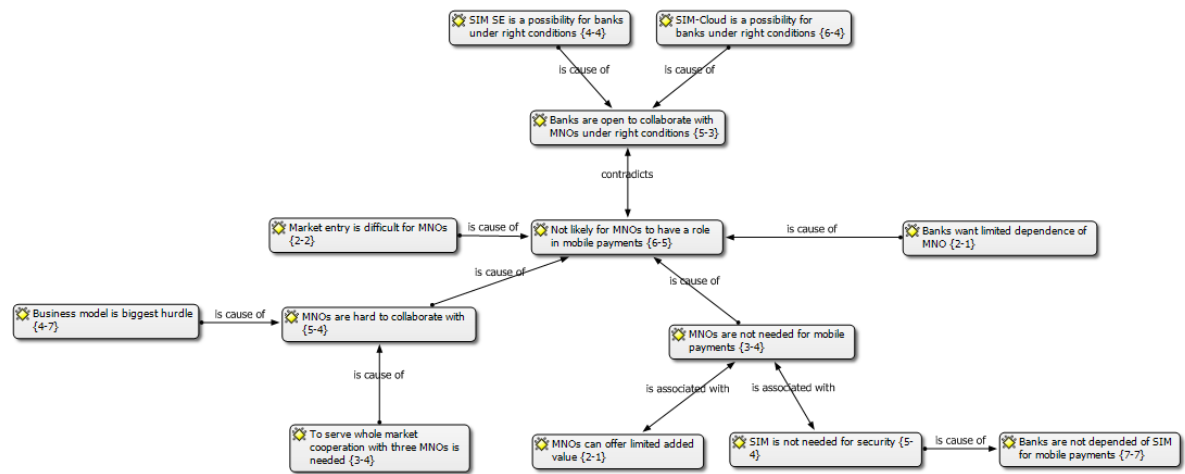 SIM SE is a possibility for banks
under right conditions {4-4}
SIM-Cloud is a possibility for
banks under right conditions {6-4}
is cause of
is cause of
Banks are open to collaborate with
MNOs under right conditions {5-3}
contradicts
Market entry is difficult for MNOs
{2-2}
is cause of
Not likely for MNOs to have a role
in mobile payments {6-5}
is cause of
Banks want limited dependence of
MNO {2-1}
is cause of
is cause of
Business model is biggest hurdle
{4-7}
is cause of
MNOs are hard to collaborate with
{5-4}
MNOs are not needed for mobile
payments {3-4}
is cause of
is associated with
is associated with
To serve whole market
cooperation with three MNOs is
needed {3-4}
MNOs can offer limited added
value {2-1}
SIM is not needed for security {5-
4}
is cause of
Banks are not depended of SIM
for mobile payments {7-7}